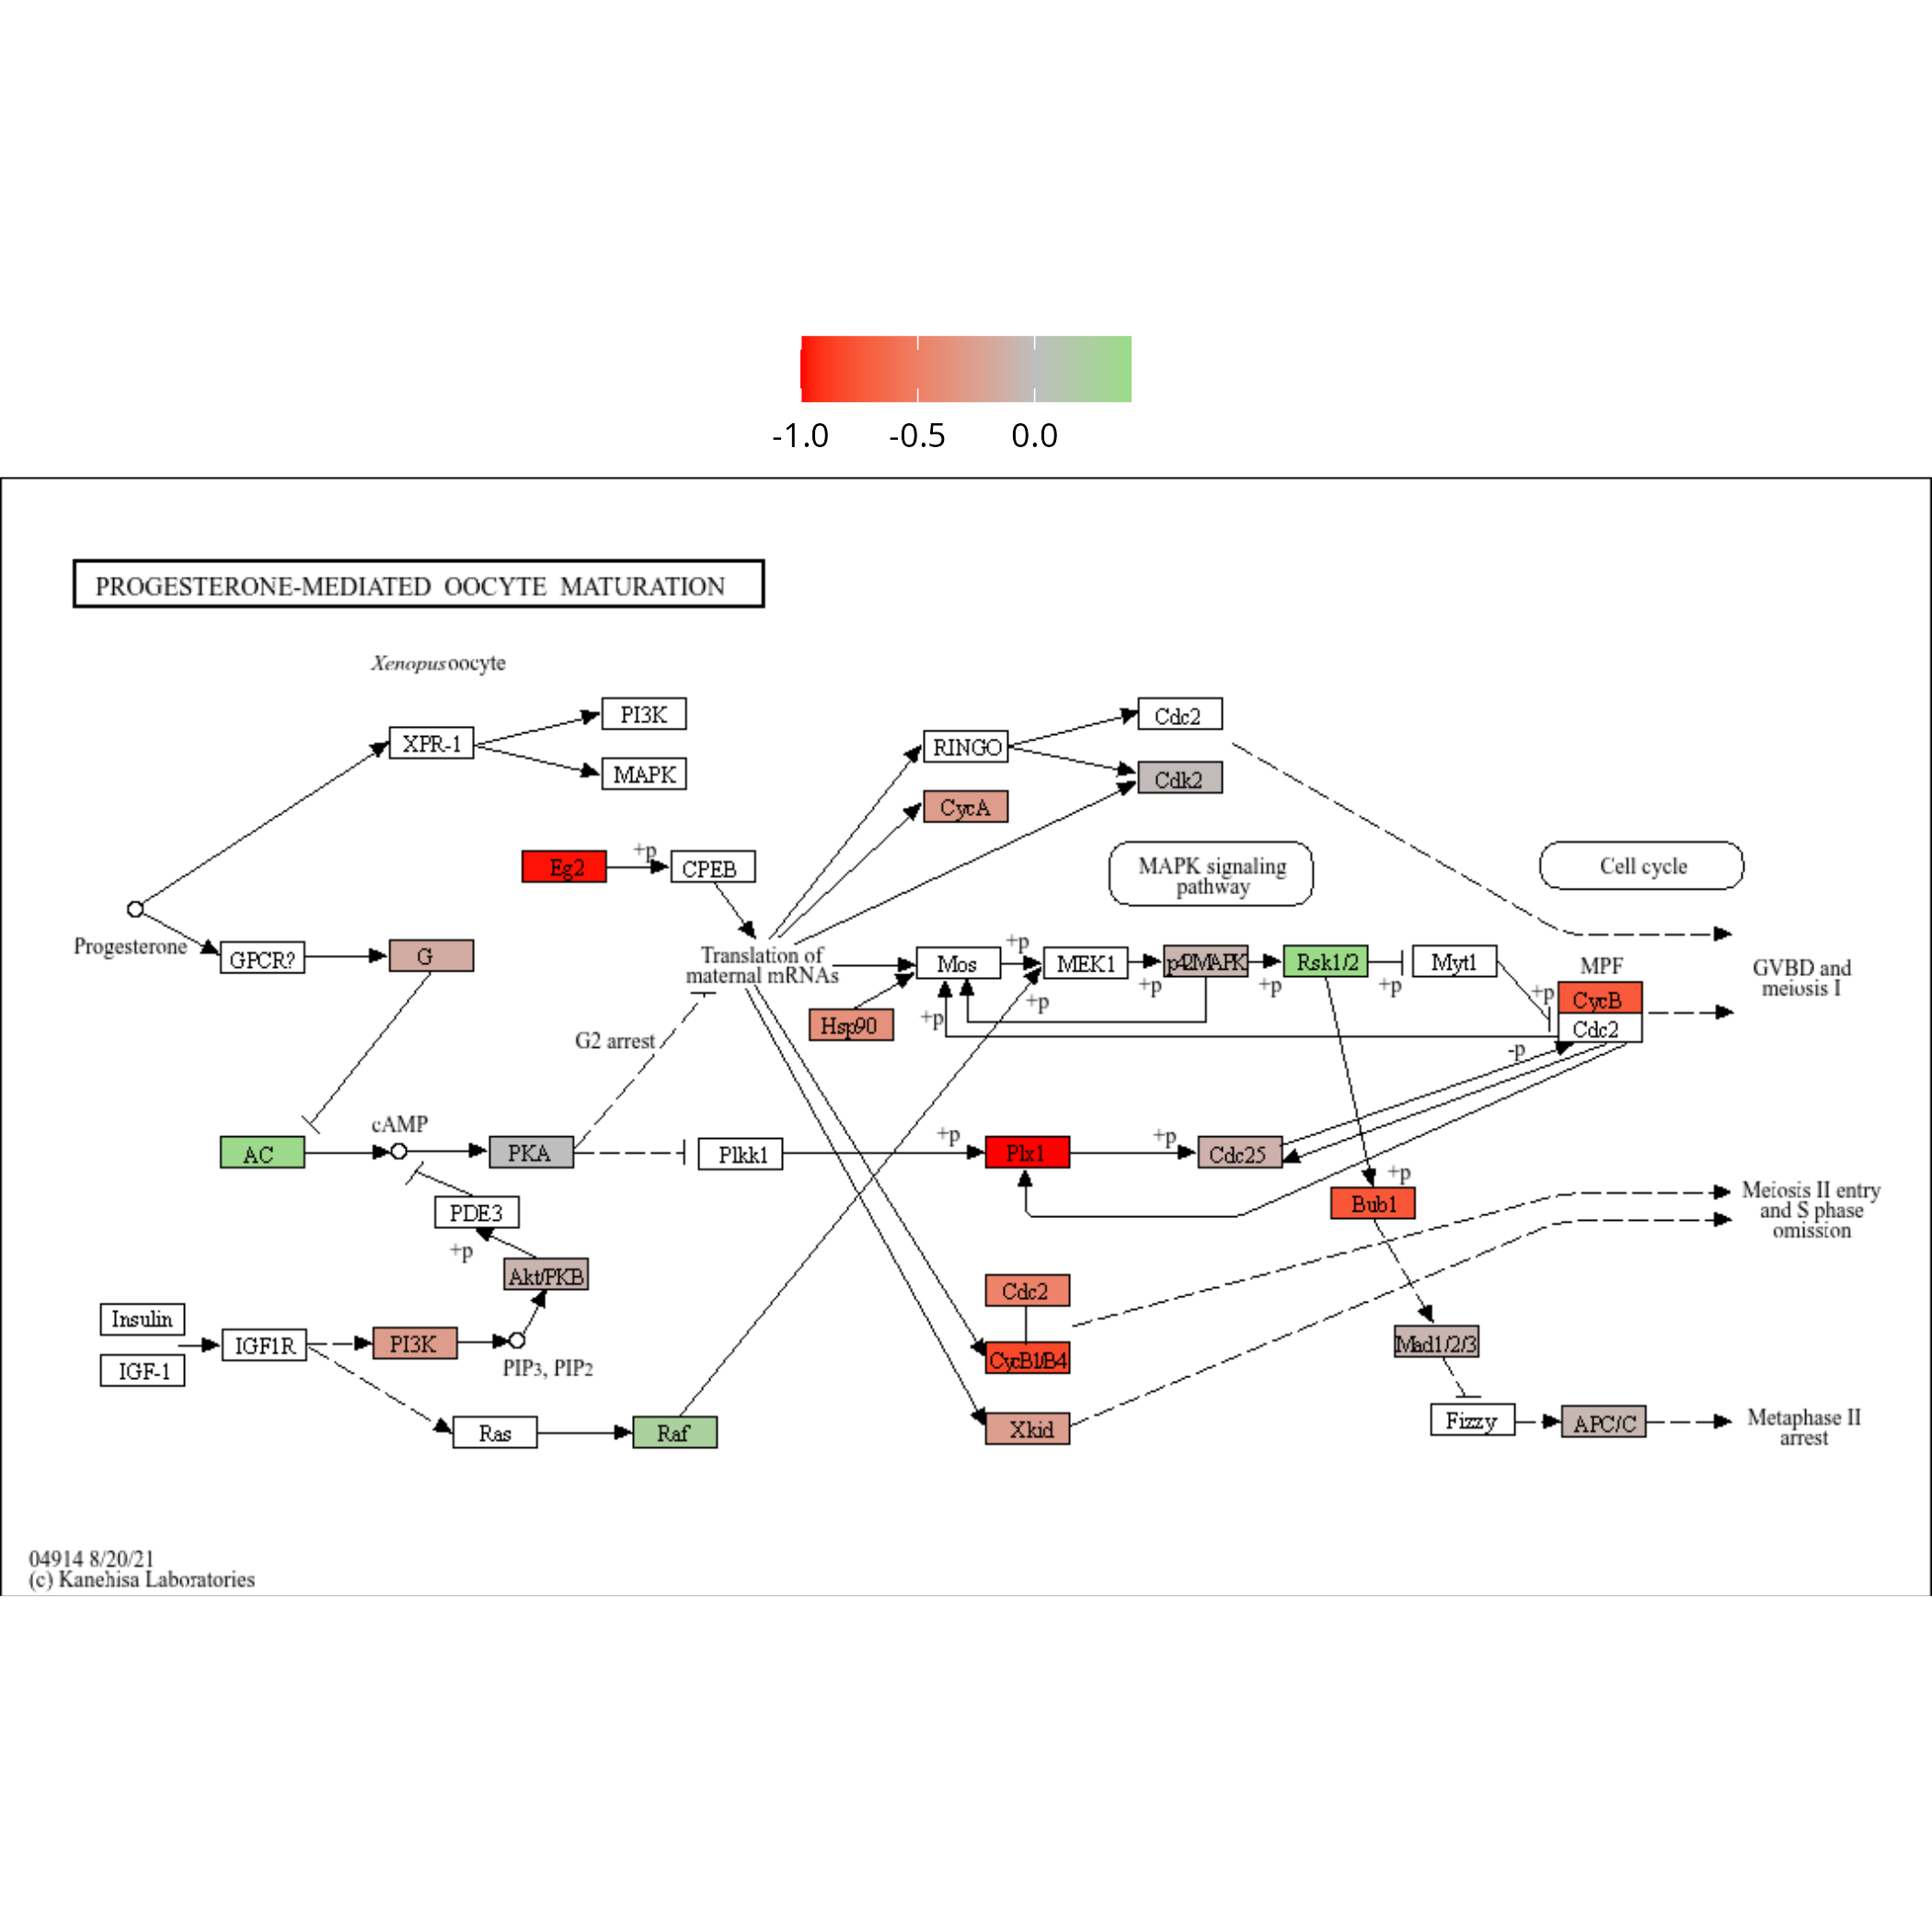 -1.0 -0.5 0.0
PROGESTERONE-MEDIATED OOCYTE MATURATION
Xenopus oocyte
PI3K
XPR-1
MAPK
Cdc2
RINGO
Cdk2
CycA
Eg2
+p
CPEB
MAPK signaling
pathway
Cell cycle
Progesterone
GPCR?
G
Translation of
maternal mRNAs
Mos
+p
MEK1
+p
p42MAPK
+p
Rsk1/2
+p
Myt1
+p
MPF
CycB
Cdc2
GVBD and
meiosis I
Hsp90
+p
+p
G2 arrest
-p
AC
cAMP
PKA
Plkk1
+p
Plx1
+p
Cdc25
+p
Bub1
Meiosis II entry
and S phase
omission
PDE3
+p
Akt/PKB
Cdc2
Insulin
IGF-1
IGF1R
PI3K
PIP3, PIP2
CycB1/B4
Mad1/2/3
Ras
Raf
Xkid
Fizzy
APC/C
Metaphase II
arrest
04914 8/20/21
(c) Kanehisa Laboratories